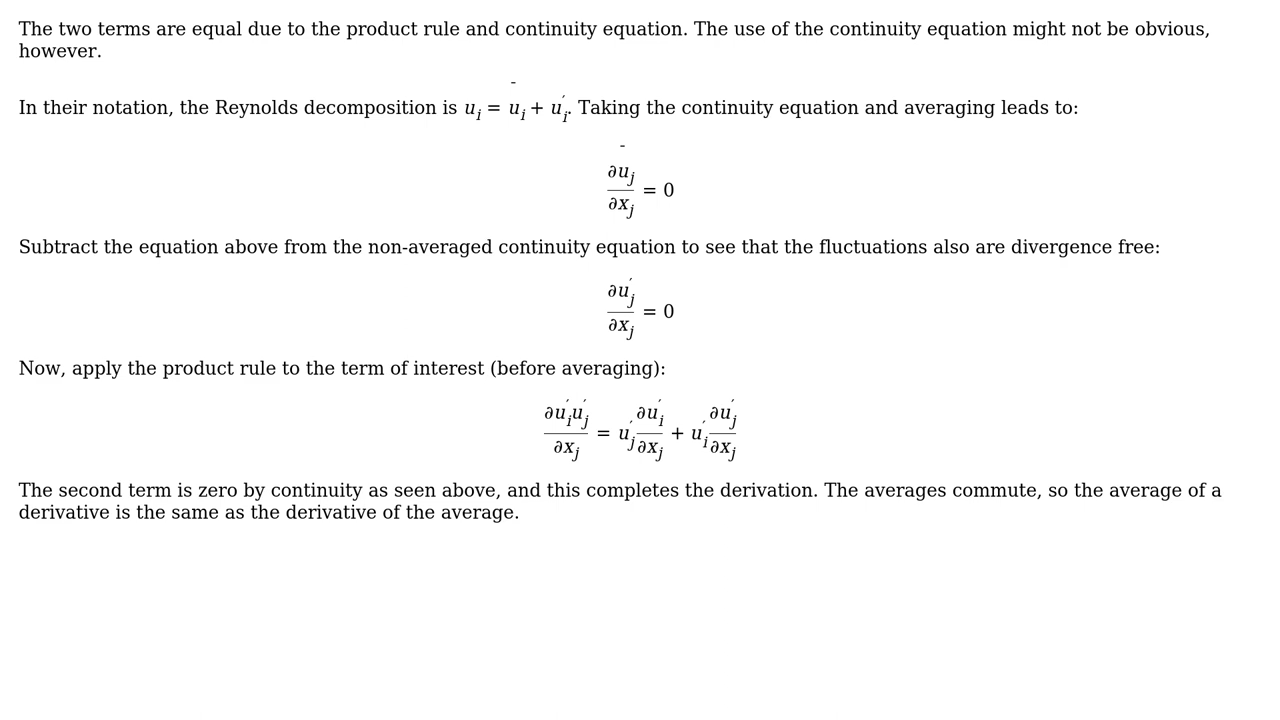 The two terms are equal due to the product rule and continuity equation. The use of the continuity equation might not be obvious,
however.
In their notation, the Reynolds decomposition is u_i = ū_i + u′_i. Taking the continuity equation and averaging leads to:
∂ū_j/∂x_j = 0
Subtract the equation above from the non-averaged continuity equation to see that the fluctuations also are divergence free:
∂u′_j/∂x_j = 0
Now, apply the product rule to the term of interest (before averaging):
∂u′_i u′_j/∂x_j = u′_j ∂u′_i/∂x_j + u′_i ∂u′_j/∂x_j
The second term is zero by continuity as seen above, and this completes the derivation. The averages commute, so the average of a
derivative is the same as the derivative of the average.